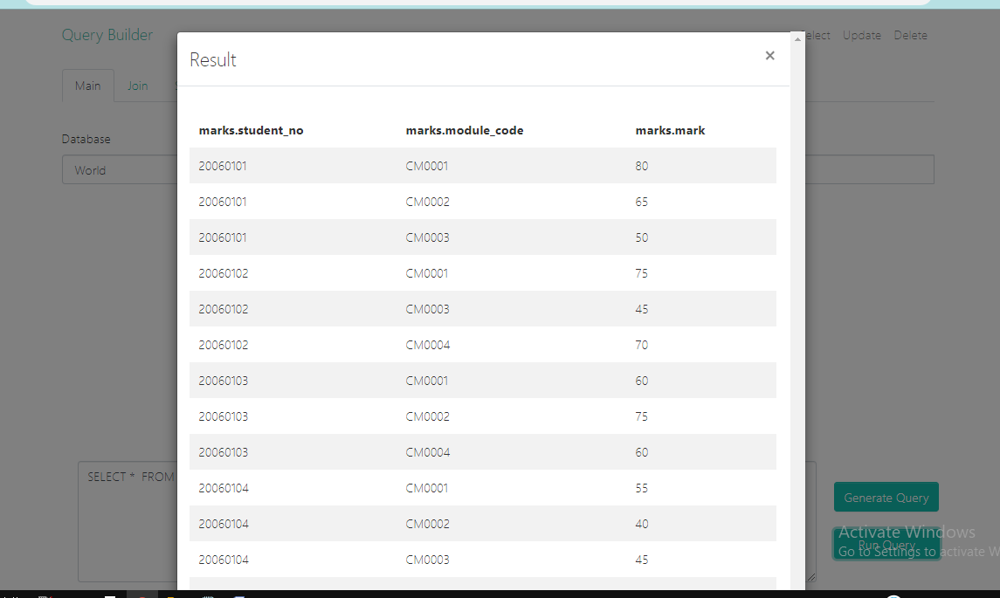 Query Builder
elect Update Delete
Result ×
Main Join
Database
World
marks.student_no marks.module_code marks.mark
20060101 CM0001 80
20060101 CM0002 65
20060101 CM0003 50
20060102 CM0001 75
20060102 CM0003 45
20060102 CM0004 70
20060103 CM0001 60
20060103 CM0002 75
20060103 CM0004 60
20060104 CM0001 55
20060104 CM0002 40
20060104 CM0003 45
SELECT * FROM
Generate Query
Run Query
Activate Windows
Go to Settings to activate W